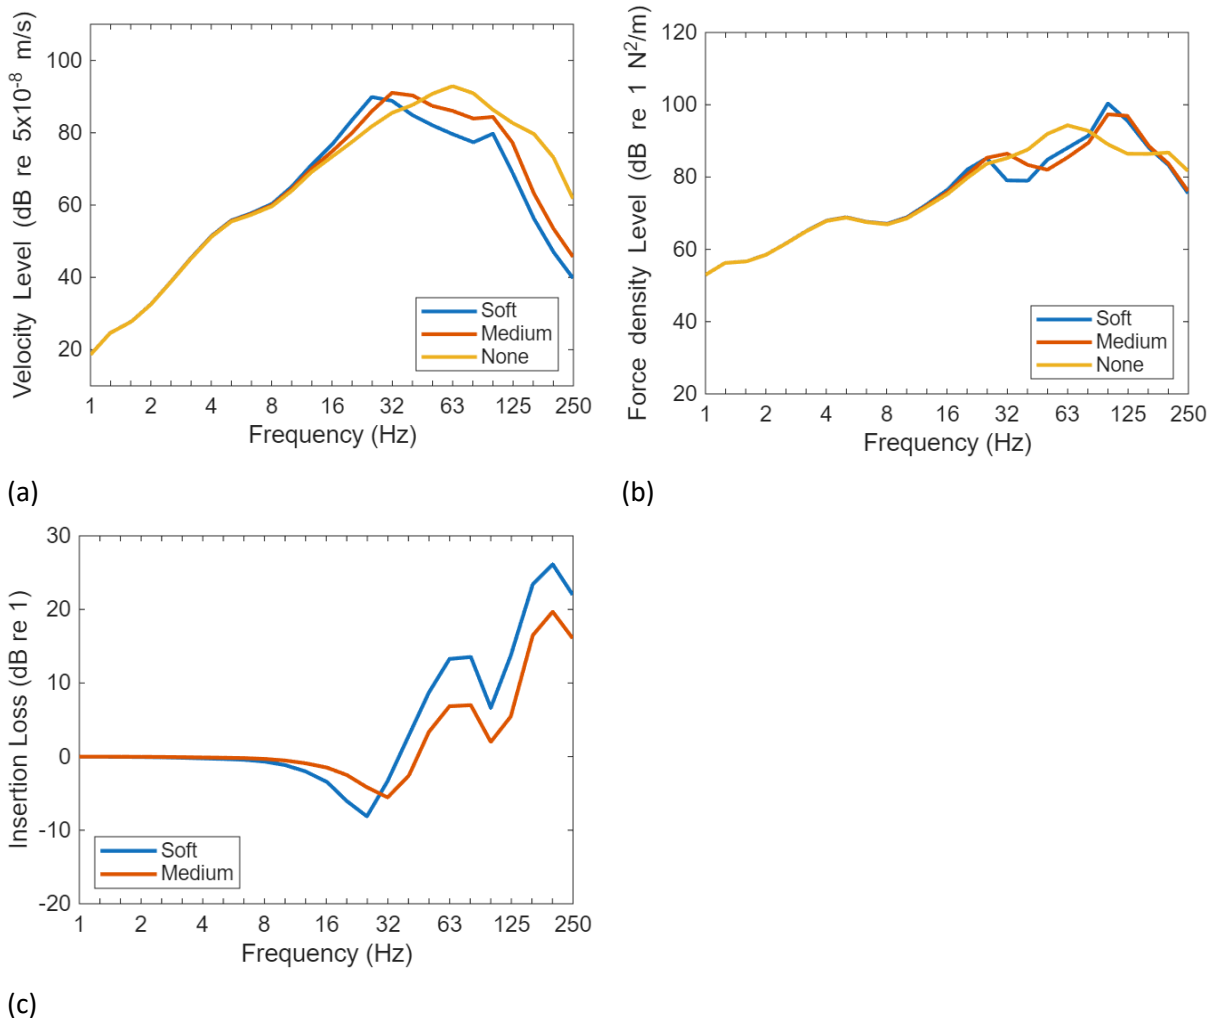 Velocity Level (dB re 5x10⁻⁸ m/s)
100
80
60
40
20
Soft
Medium
None
1 2 4 8 16 32 63 125 250
Frequency (Hz)
(a)
Force density Level (dB re 1 N²/m)
120
100
80
60
40
20
Soft
Medium
None
1 2 4 8 16 32 63 125 250
Frequency (Hz)
(b)
Insertion Loss (dB re 1)
30
20
10
0
-10
-20
Soft
Medium
1 2 4 8 16 32 63 125 250
Frequency (Hz)
(c)